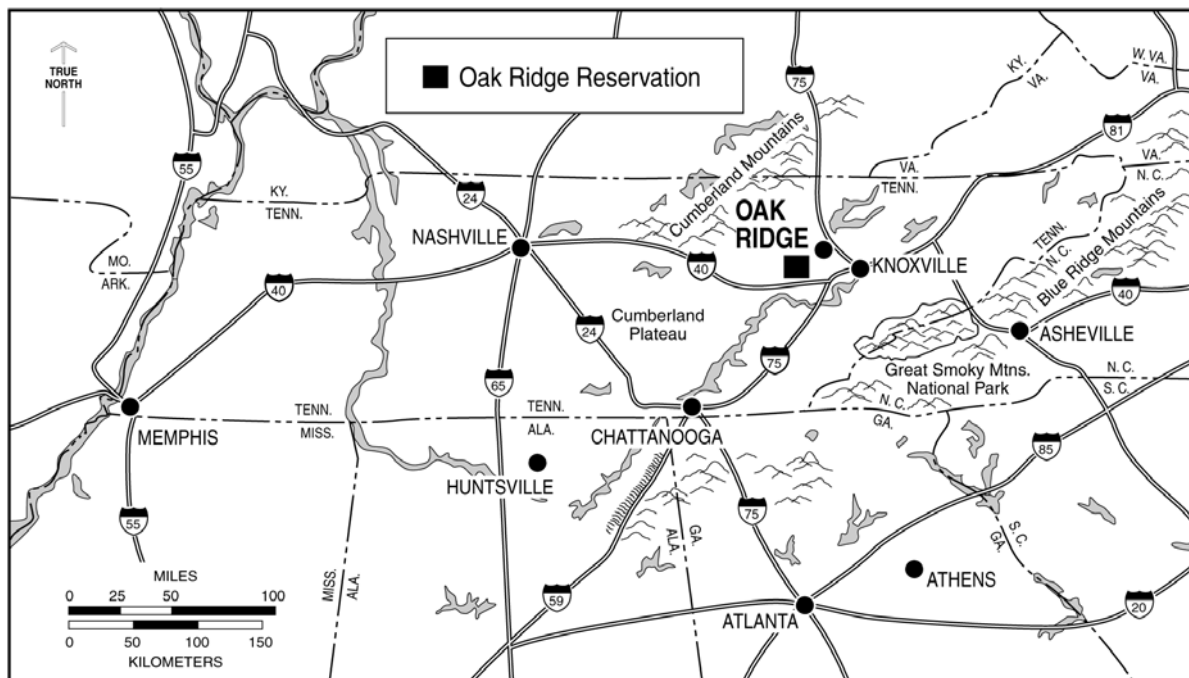 TRUE
NORTH
Oak Ridge Reservation
55
24
75
81
KY.
VA.
W. VA.
VA.
VA.
TENN.
VA.
N. C.
KY.
TENN.
MO.
ARK.
Cumberland Mountains
OAK
RIDGE
NASHVILLE
KNOXVILLE
TENN.
N. C.
Blue Ridge Mountains
40
40
40
24
Cumberland
Plateau
75
65
ASHEVILLE
Great Smoky Mtns.
National Park
N. C.
S. C.
N. C.
GA.
MEMPHIS
TENN.
MISS.
TENN.
ALA.
CHATTANOOGA
HUNTSVILLE
85
55
75
GA.
ALA.
S. C.
GA.
MISS.
ALA.
59
ATHENS
ATLANTA
20
MILES
0 25 50 100
50 100 150
KILOMETERS